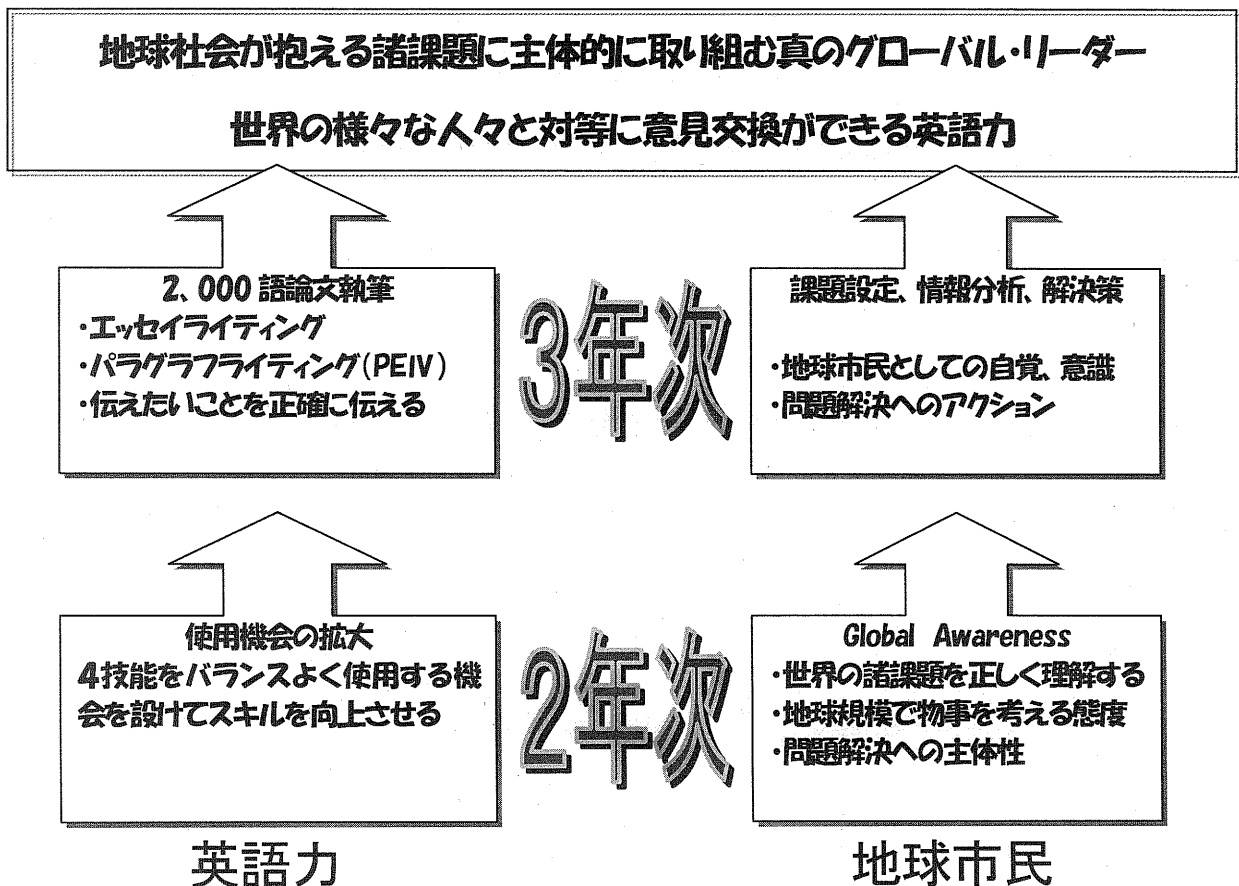 地球社会が抱える諸課題に主体的に取り組む真のグローバル・リーダー
世界の様々な人々と対等に意見交換ができる英語力
2、000語論文執筆
・エッセイライティング
・パラグラフライティング(PEIV)
・伝えたいことを正確に伝える
3年次
課題設定、情報分析、解決策
・地球市民としての自覚、意識
・問題解決へのアクション
使用機会の拡大
4技能をバランスよく使用する機
会を設けてスキルを向上させる
2年次
Global Awareness
・世界の諸課題を正しく理解する
・地球規模で物事を考える態度
・問題解決への主体性
英語力
地球市民